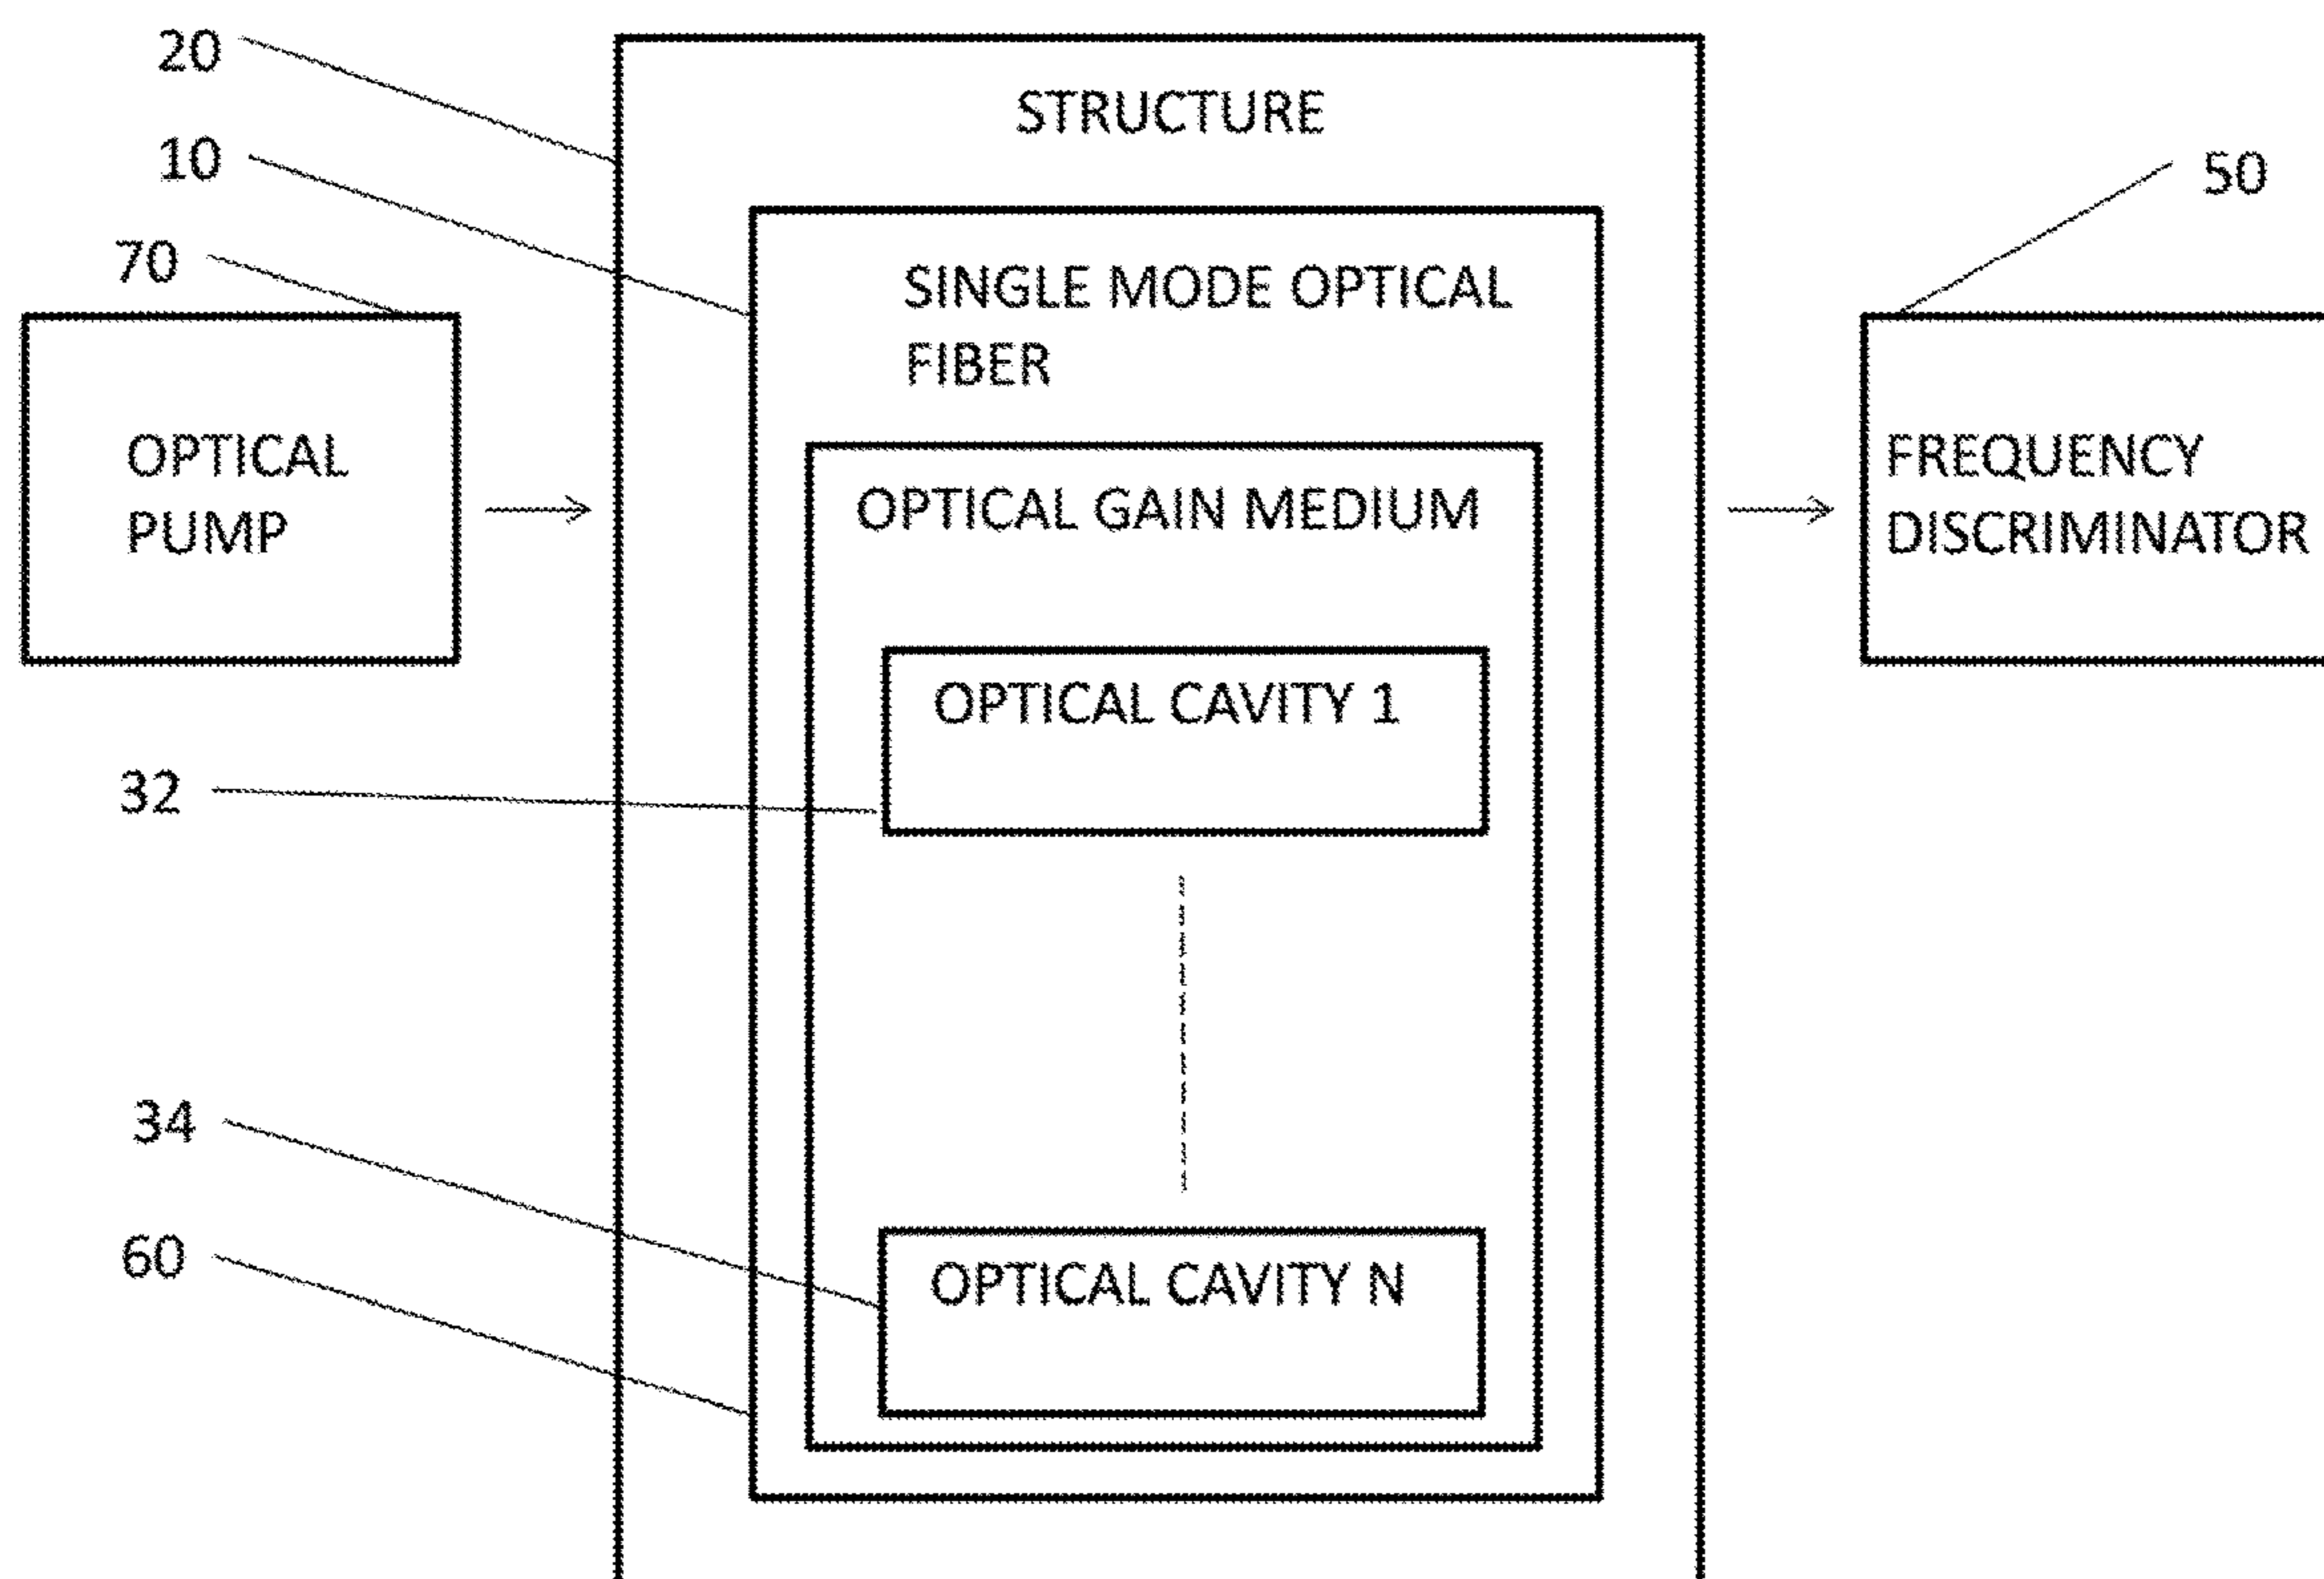 20
STRUCTURE
10
50
70
SINGLE MODE OPTICAL
FIBER
OPTICAL
PUMP
OPTICAL GAIN MEDIUM
FREQUENCY
DISCRIMINATOR
OPTICAL CAVITY 1
32
34
60
OPTICAL CAVITY N